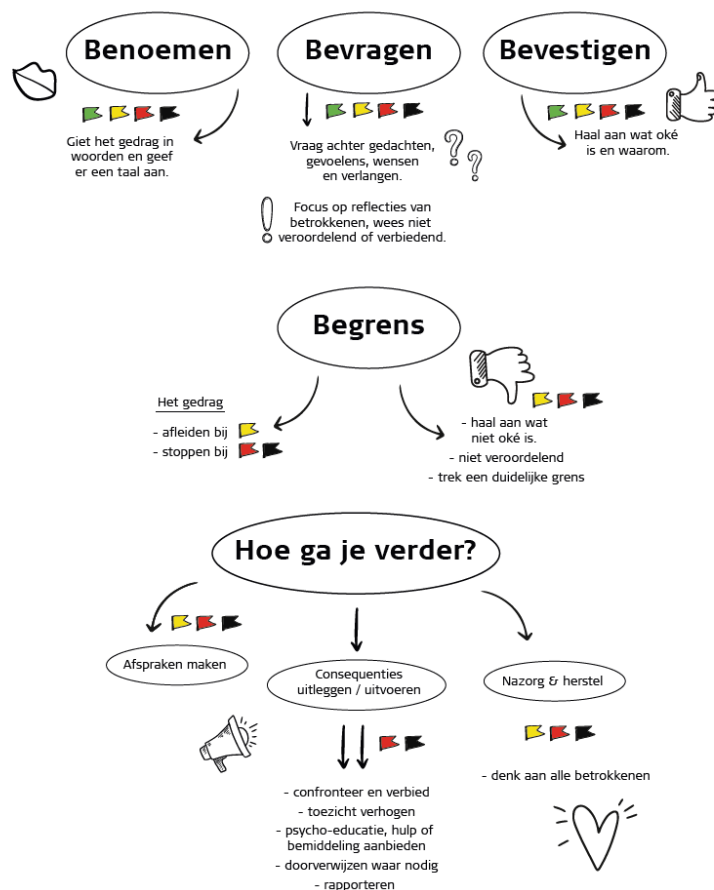 Benoemen
Giet het gedrag in
woorden en geef
er een taal aan.
Bevragen
Vraag achter gedachten,
gevoelens, wensen
en verlangen.
Focus op reflecties van
betrokkenen, wees niet
veroordelend of verbiedend.
Bevestigen
Haal aan wat oké
is en waarom.
Begrens
Het gedrag
- afleiden bij
- stoppen bij
- haal aan wat
niet oké is.
- niet veroordelend
- trek een duidelijke grens
Hoe ga je verder?
Afspraken maken
Consequenties
uitleggen / uitvoeren
- confronteer en verbied
- toezicht verhogen
- psycho-educatie, hulp of
bemiddeling aanbieden
- doorverwijzen waar nodig
- rapporteren
Nazorg & herstel
- denk aan alle betrokkenen